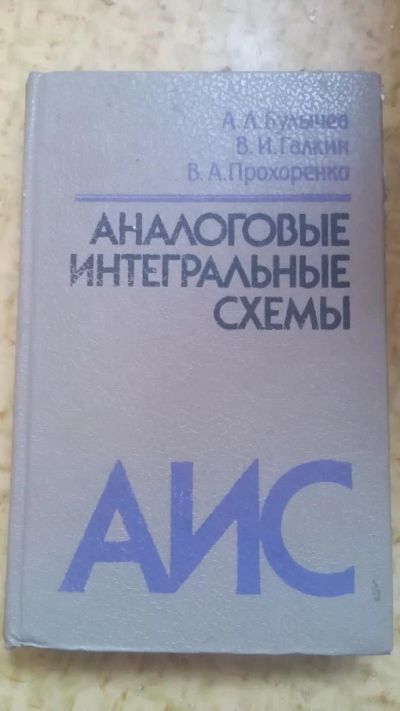 А.Л.Булычев
В.И.Галкин
В.А.Прохоренко
АНАЛОГОВЫЕ
ИНТЕГРАЛЬНЫЕ
СХЕМЫ
АИС